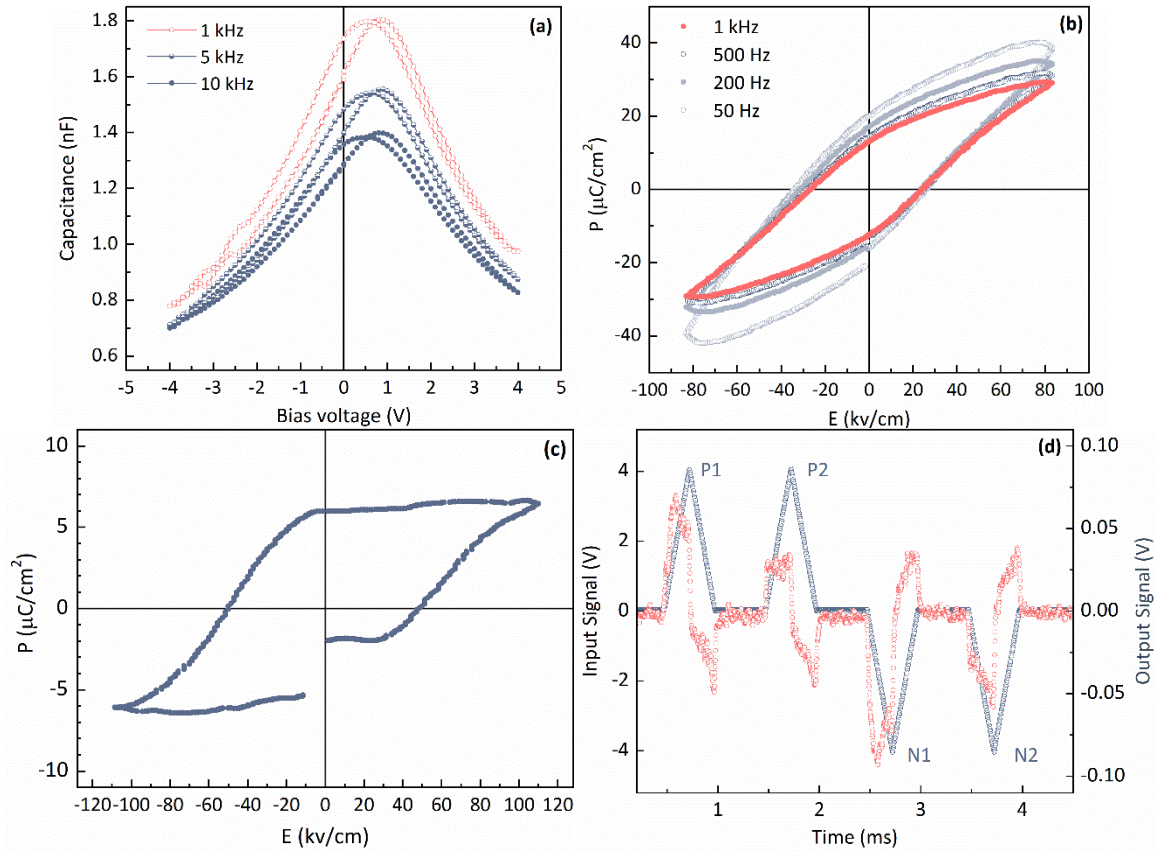 (a)
1 kHz
5 kHz
10 kHz
1.8
1.6
1.4
1.2
1.0
0.8
0.6
Capacitance (nF)
-5 -4 -3 -2 -1 0 1 2 3 4 5
Bias voltage (V)
(b)
1 kHz
500 Hz
200 Hz
50 Hz
40
20
0
-20
-40
P (μC/cm²)
-100 -80 -60 -40 -20 0 20 40 60 80 100
E (kv/cm)
(c)
10
5
0
-5
-10
P (μC/cm²)
-120 -100 -80 -60 -40 -20 0 20 40 60 80 100 120
E (kv/cm)
(d)
P1
P2
N1
N2
4
2
0
-2
-4
Input Signal (V)
0.10
0.05
0.00
-0.05
-0.10
Output Signal (V)
1 2 3 4
Time (ms)